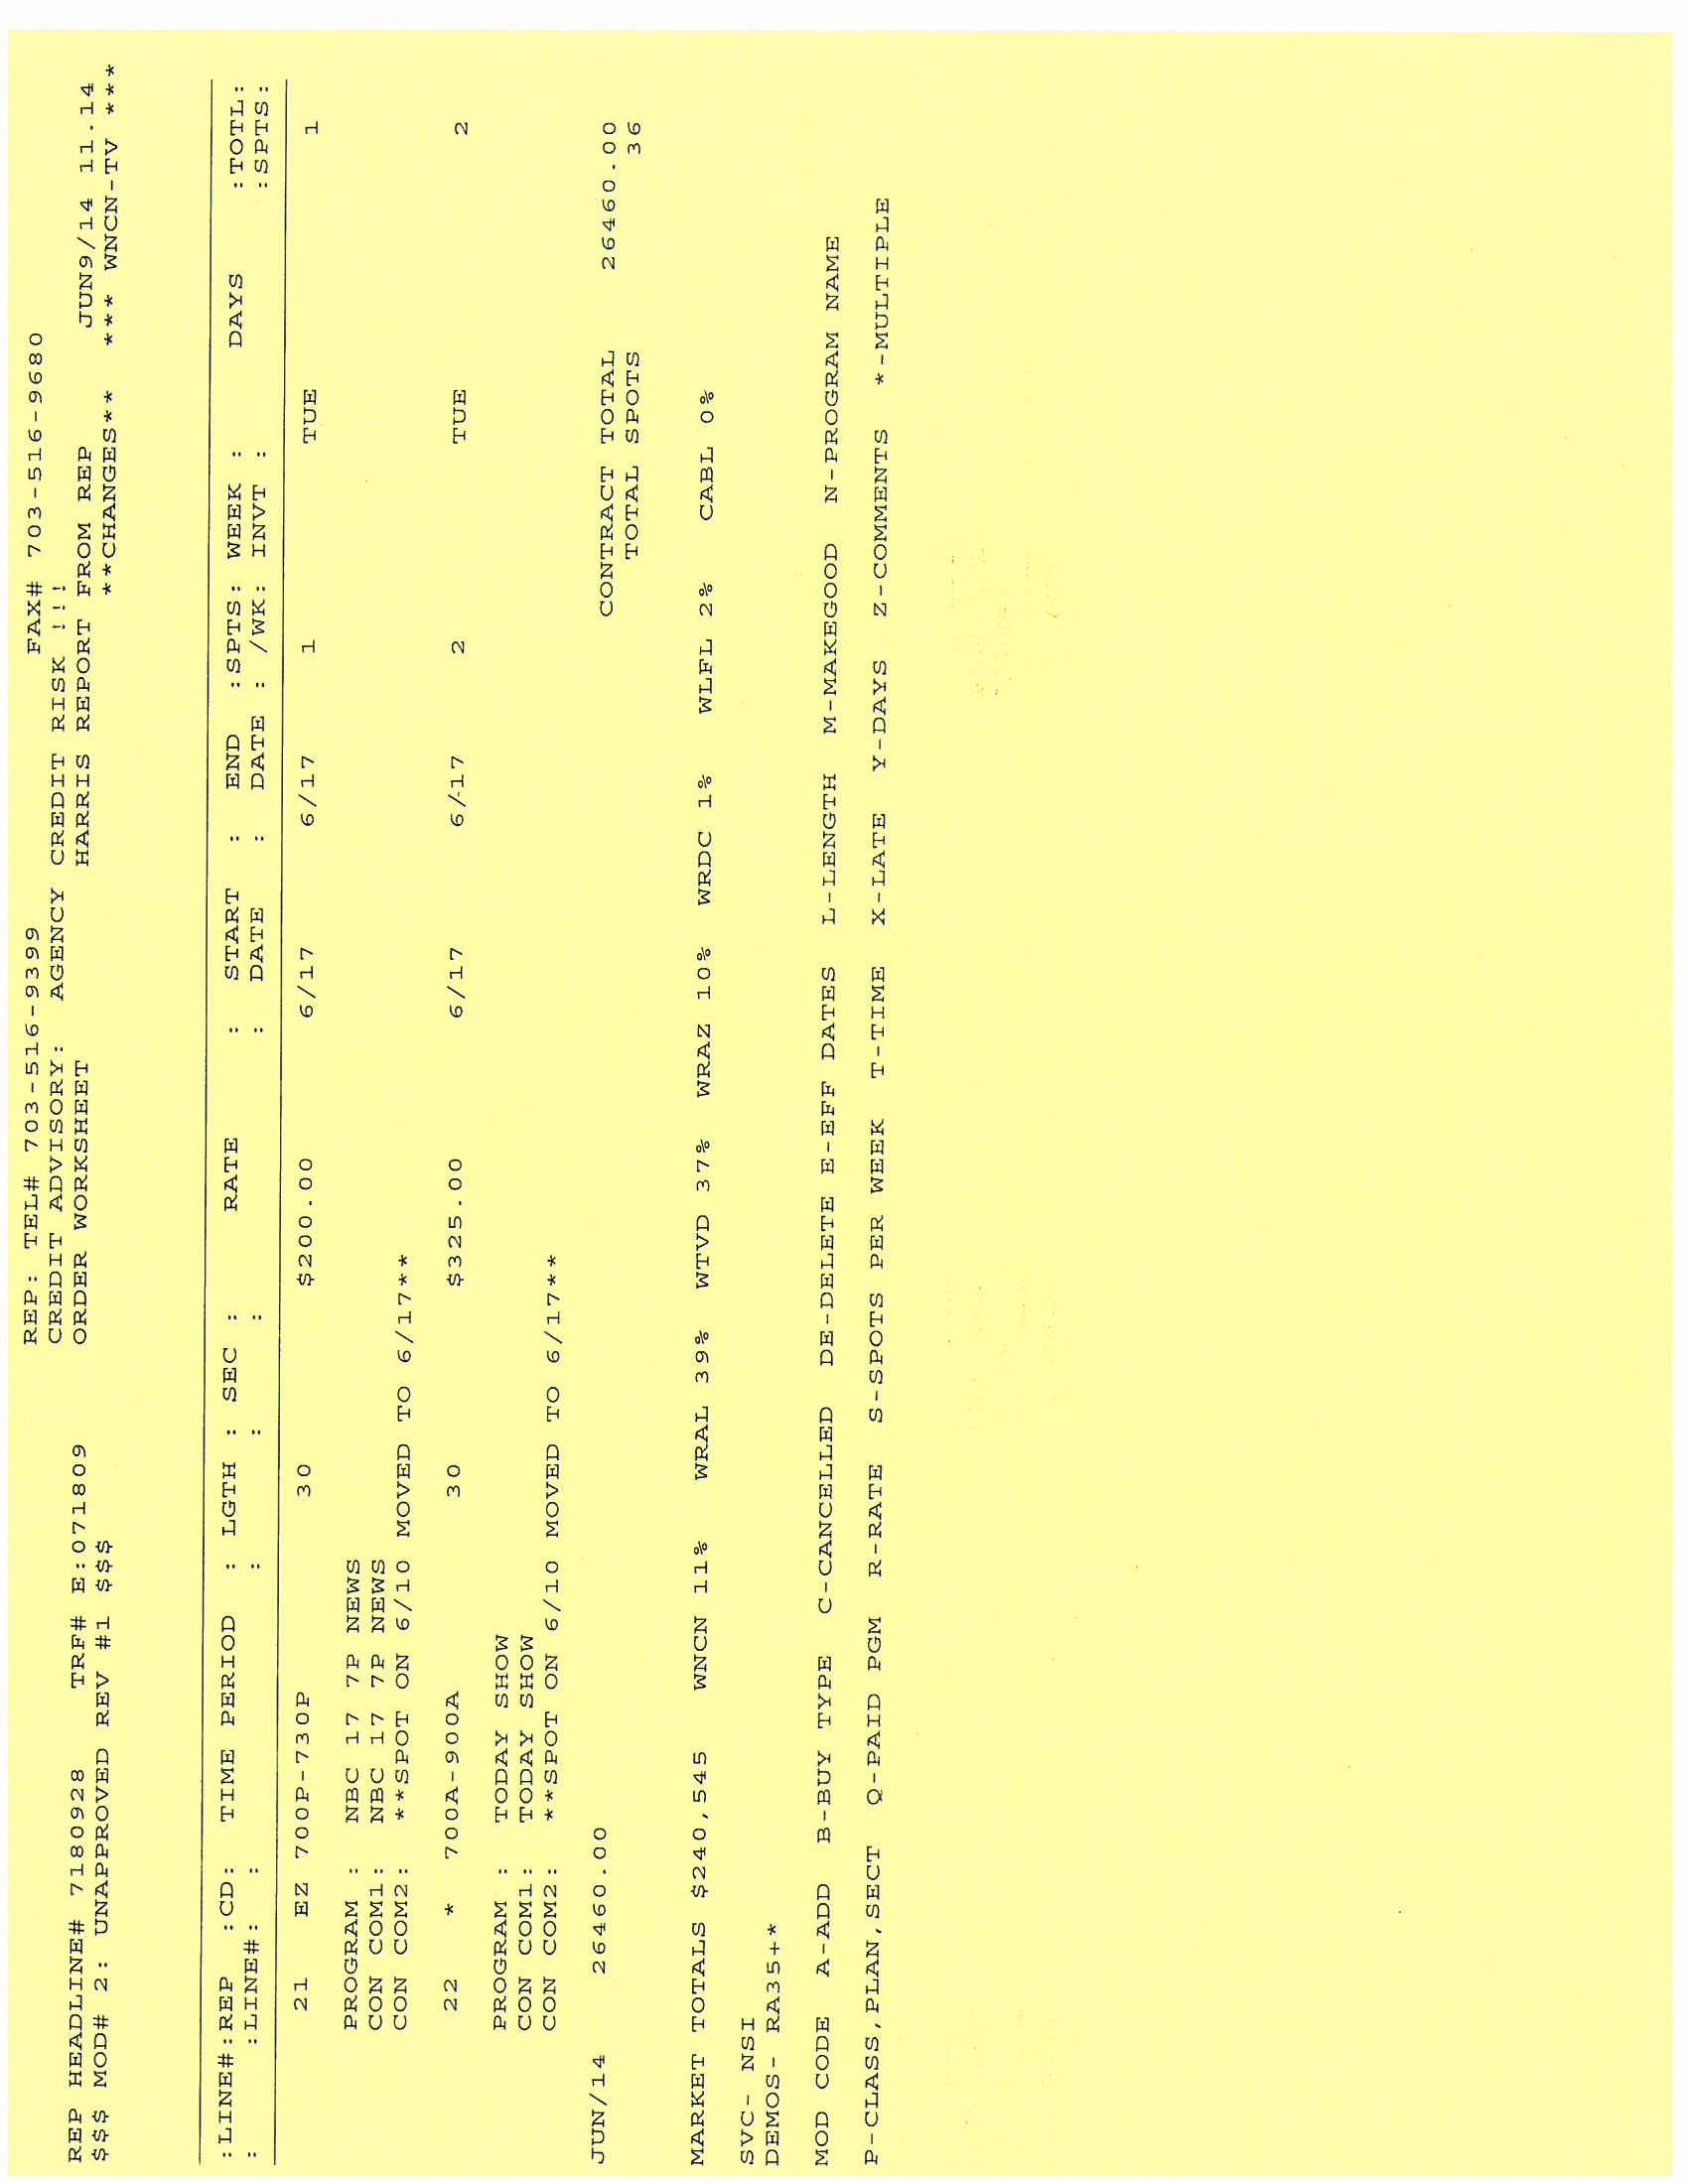 REP: TEL# 703-516-9399 FAX# 703-516-9680
CREDIT ADVISORY: AGENCY CREDIT RISK !!!
REP HEADLINE# 7180928 TRF# E:071809 ORDER WORKSHEET HARRIS REPORT FROM REP JUN9/14 11.14
$$$ MOD# 2: UNAPPROVED REV #1 $$$ **CHANGES** *** WNCN-TV ***
:LINE#:REP :CD: TIME PERIOD : LGTH : SEC : RATE : START : END :SPTS: WEEK : DAYS :TOTL:
: :LINE#: : : : : : DATE : DATE : /WK: INVT : :SPTS:
21 EZ 700P-730P 30 $200.00 6/17 6/17 1 TUE 1
PROGRAM : NBC 17 7P NEWS
CON COM1: NBC 17 7P NEWS
CON COM2: **SPOT ON 6/10 MOVED TO 6/17**
22 * 700A-900A 30 $325.00 6/17 6/17 2 TUE 2
PROGRAM : TODAY SHOW
CON COM1: TODAY SHOW
CON COM2: **SPOT ON 6/10 MOVED TO 6/17**
JUN/14 26460.00 CONTRACT TOTAL 26460.00
TOTAL SPOTS 36
MARKET TOTALS $240,545 WNCN 11% WRAL 39% WTVD 37% WRAZ 10% WRDC 1% WLFL 2% CABL 0%
SVC- NSI
DEMOS- RA35+*
MOD CODE A-ADD B-BUY TYPE C-CANCELLED DE-DELETE E-EFF DATES L-LENGTH M-MAKEGOOD N-PROGRAM NAME
P-CLASS,PLAN,SECT Q-PAID PGM R-RATE S-SPOTS PER WEEK T-TIME X-LATE Y-DAYS Z-COMMENTS *-MULTIPLE